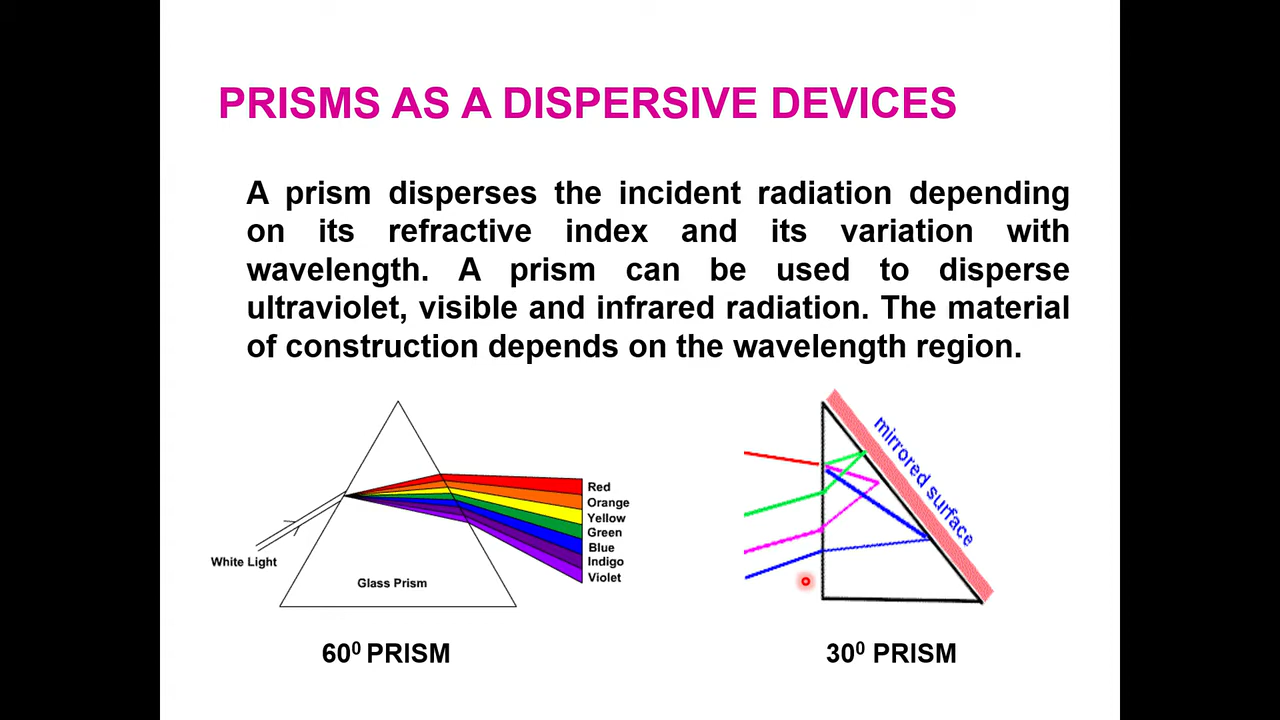 PRISMS AS A DISPERSIVE DEVICES
A prism disperses the incident radiation depending
on its refractive index and its variation with
wavelength. A prism can be used to disperse
ultraviolet, visible and infrared radiation. The material
of construction depends on the wavelength region.
Red
Orange
Yellow
Green
Blue
Indigo
Violet
White Light
Glass Prism
60⁰ PRISM
mirrored surface
30⁰ PRISM